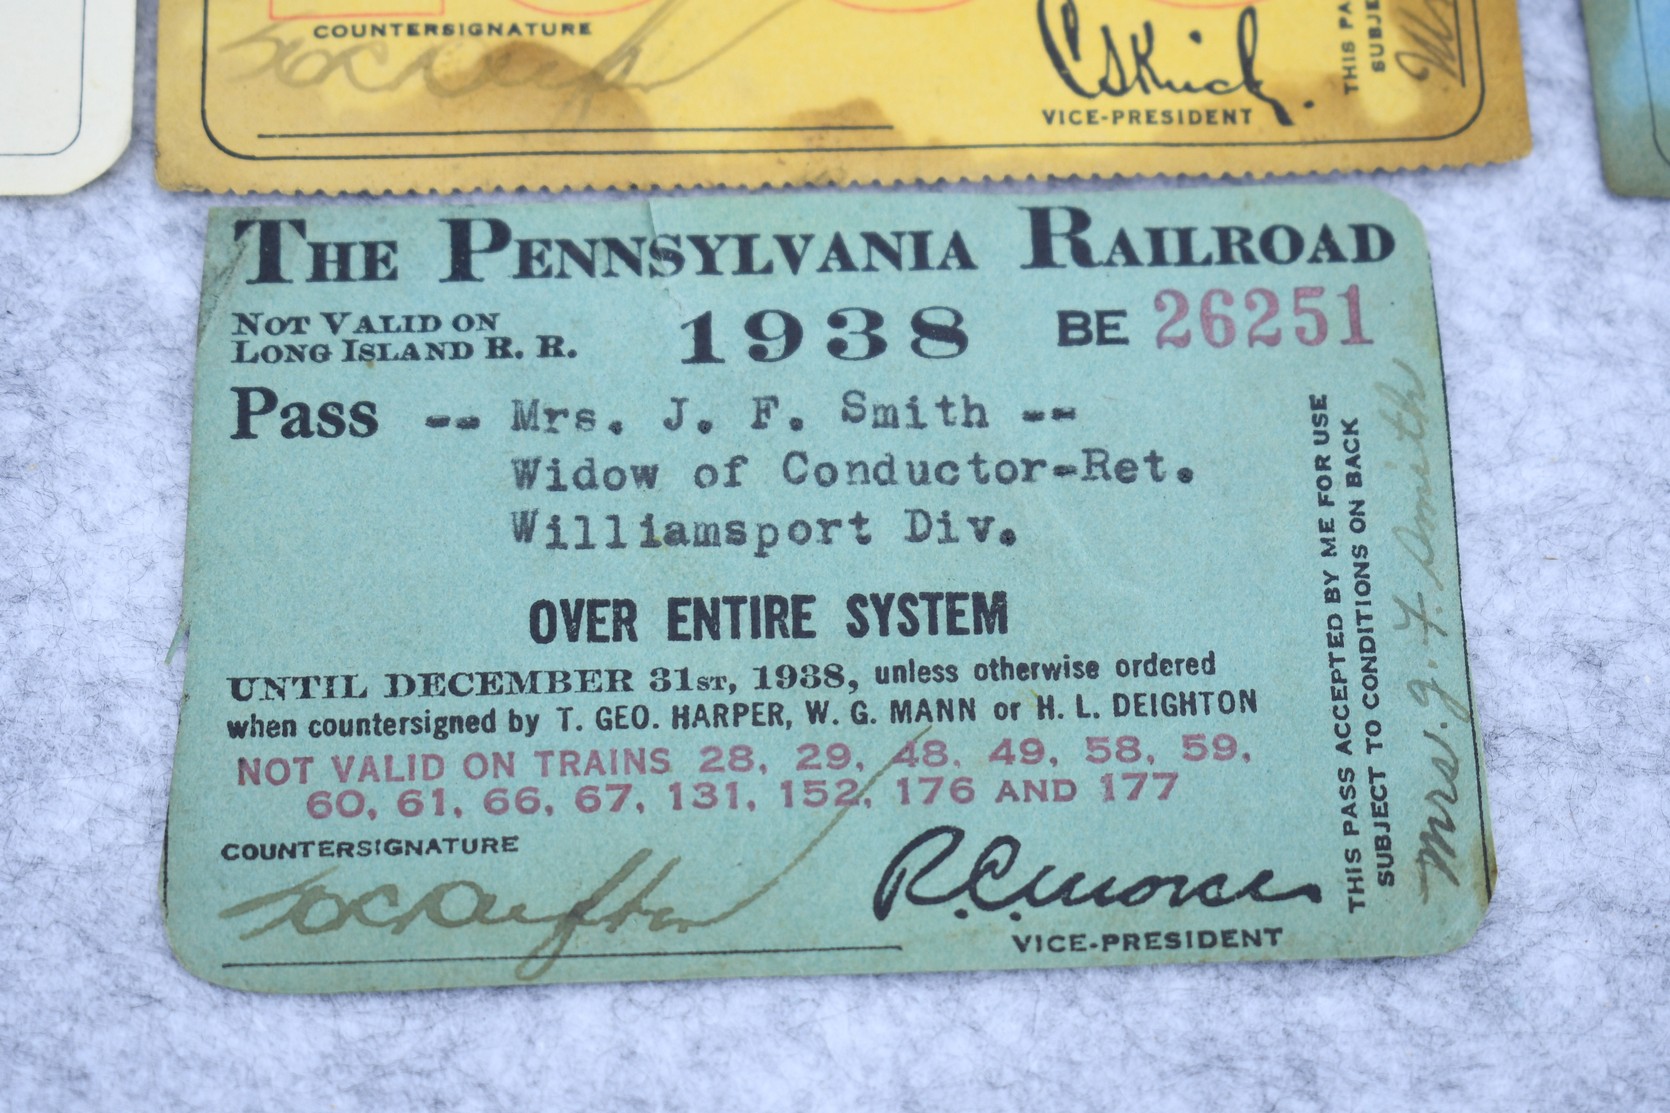 COUNTERSIGNATURE
VICE-PRESIDENT
THIS PA
SUBJE
THE PENNSYLVANIA RAILROAD
NOT VALID ON
LONG ISLAND R. R.
1938
BE 26251
Pass -- Mrs. J. F. Smith --
Widow of Conductor-Ret.
Williamsport Div.
OVER ENTIRE SYSTEM
UNTIL DECEMBER 31ST, 1938, unless otherwise ordered
when countersigned by T. GEO. HARPER, W. G. MANN or H. L. DEIGHTON
NOT VALID ON TRAINS 28, 29, 48, 49, 58, 59,
60, 61, 66, 67, 131, 152, 176 AND 177
COUNTERSIGNATURE
R.C. Morse
VICE-PRESIDENT
THIS PASS ACCEPTED BY ME FOR USE
SUBJECT TO CONDITIONS ON BACK
Mrs. J. F. Smith